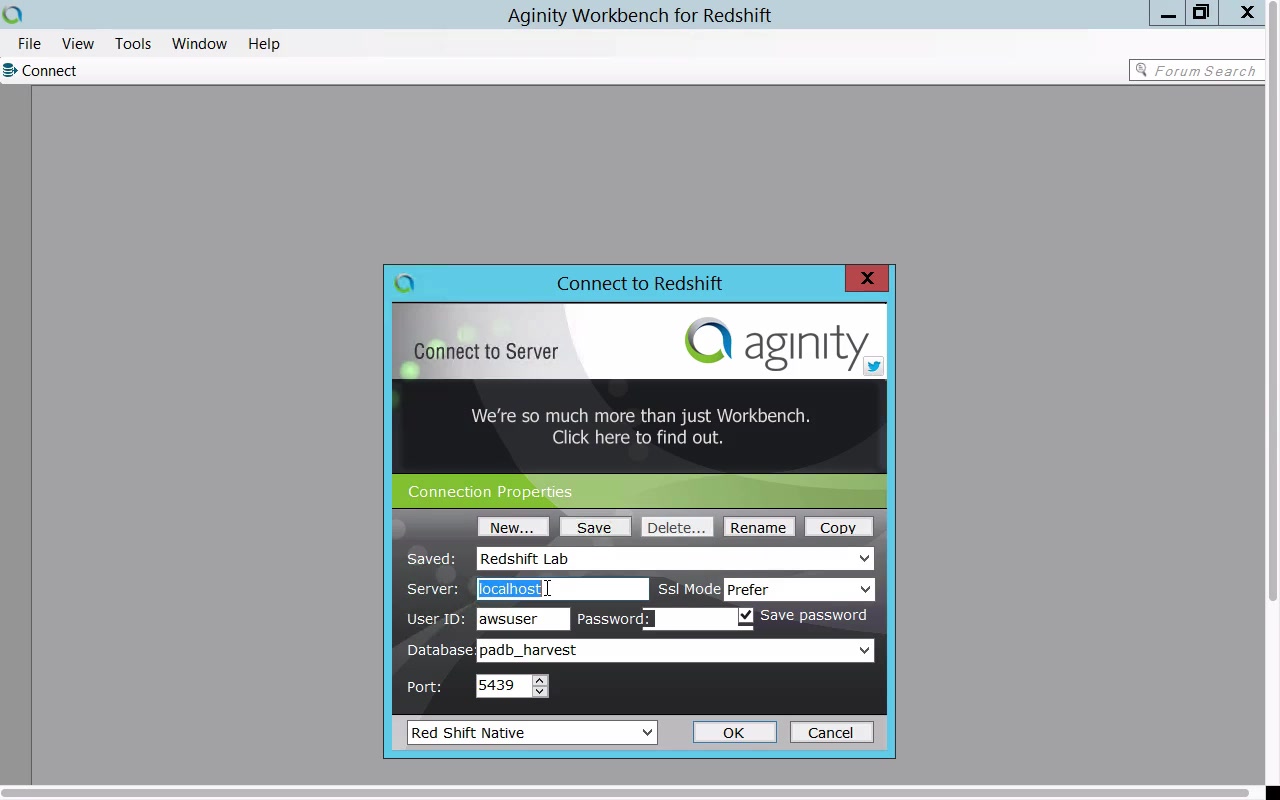 Aginity Workbench for Redshift
File View Tools Window Help
Connect
Forum Search
Connect to Redshift
Connect to Server
aginity
We're so much more than just Workbench.
Click here to find out.
Connection Properties
New... Save Delete... Rename Copy
Saved: Redshift Lab
Server: localhost Ssl Mode Prefer
User ID: awsuser Password: Save password
Database: padb_harvest
Port: 5439
Red Shift Native OK Cancel